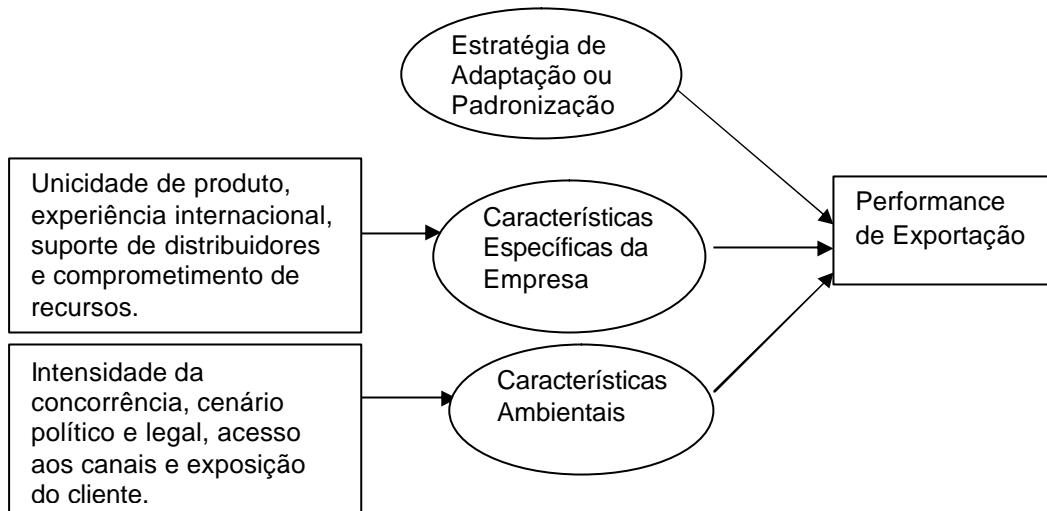 Estratégia de
Adaptação ou
Padronização
Unicidade de produto,
experiência internacional,
suporte de distribuidores
e comprometimento de
recursos.
Características
Específicas da
Empresa
Performance
de Exportação
Intensidade da
concorrência, cenário
político e legal, acesso
aos canais e exposição
do cliente.
Características
Ambientais